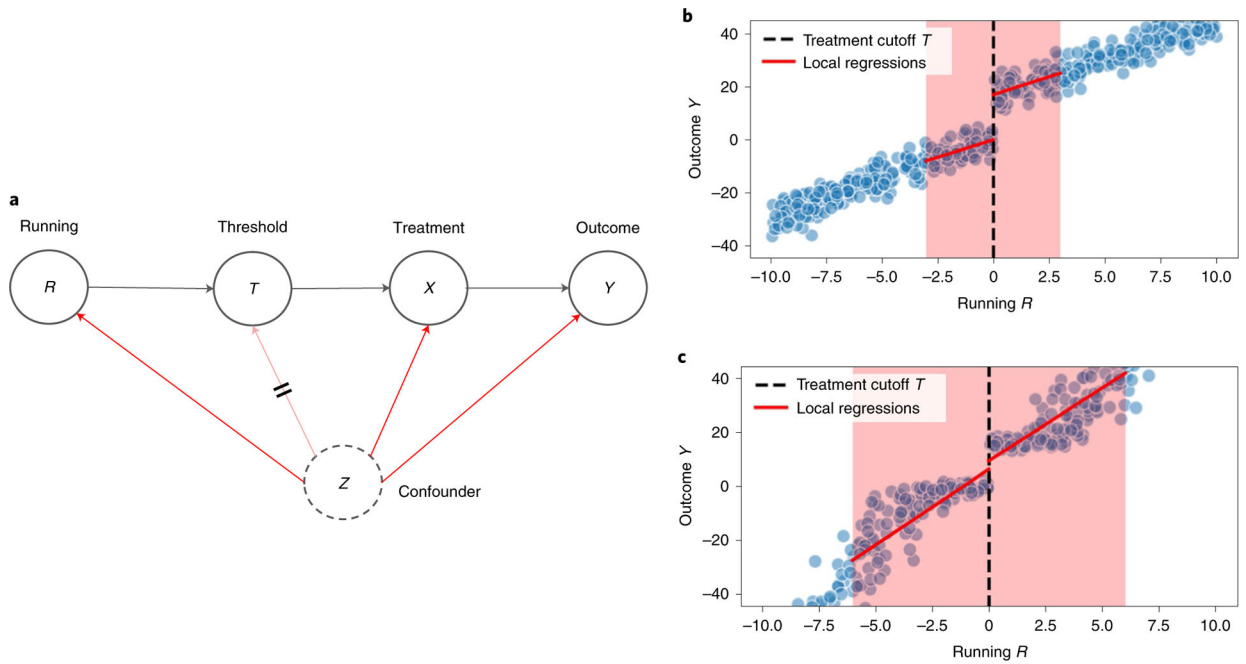 a
Running
Threshold
Treatment
Outcome
R
T
X
Y
Z
Confounder
b
Treatment cutoff T
Local regressions
Outcome Y
40
20
0
–20
–40
–10.0 –7.5 –5.0 –2.5 0 2.5 5.0 7.5 10.0
Running R
c
Treatment cutoff T
Local regressions
Outcome Y
40
20
0
–20
–40
–10.0 –7.5 –5.0 –2.5 0 2.5 5.0 7.5 10.0
Running R